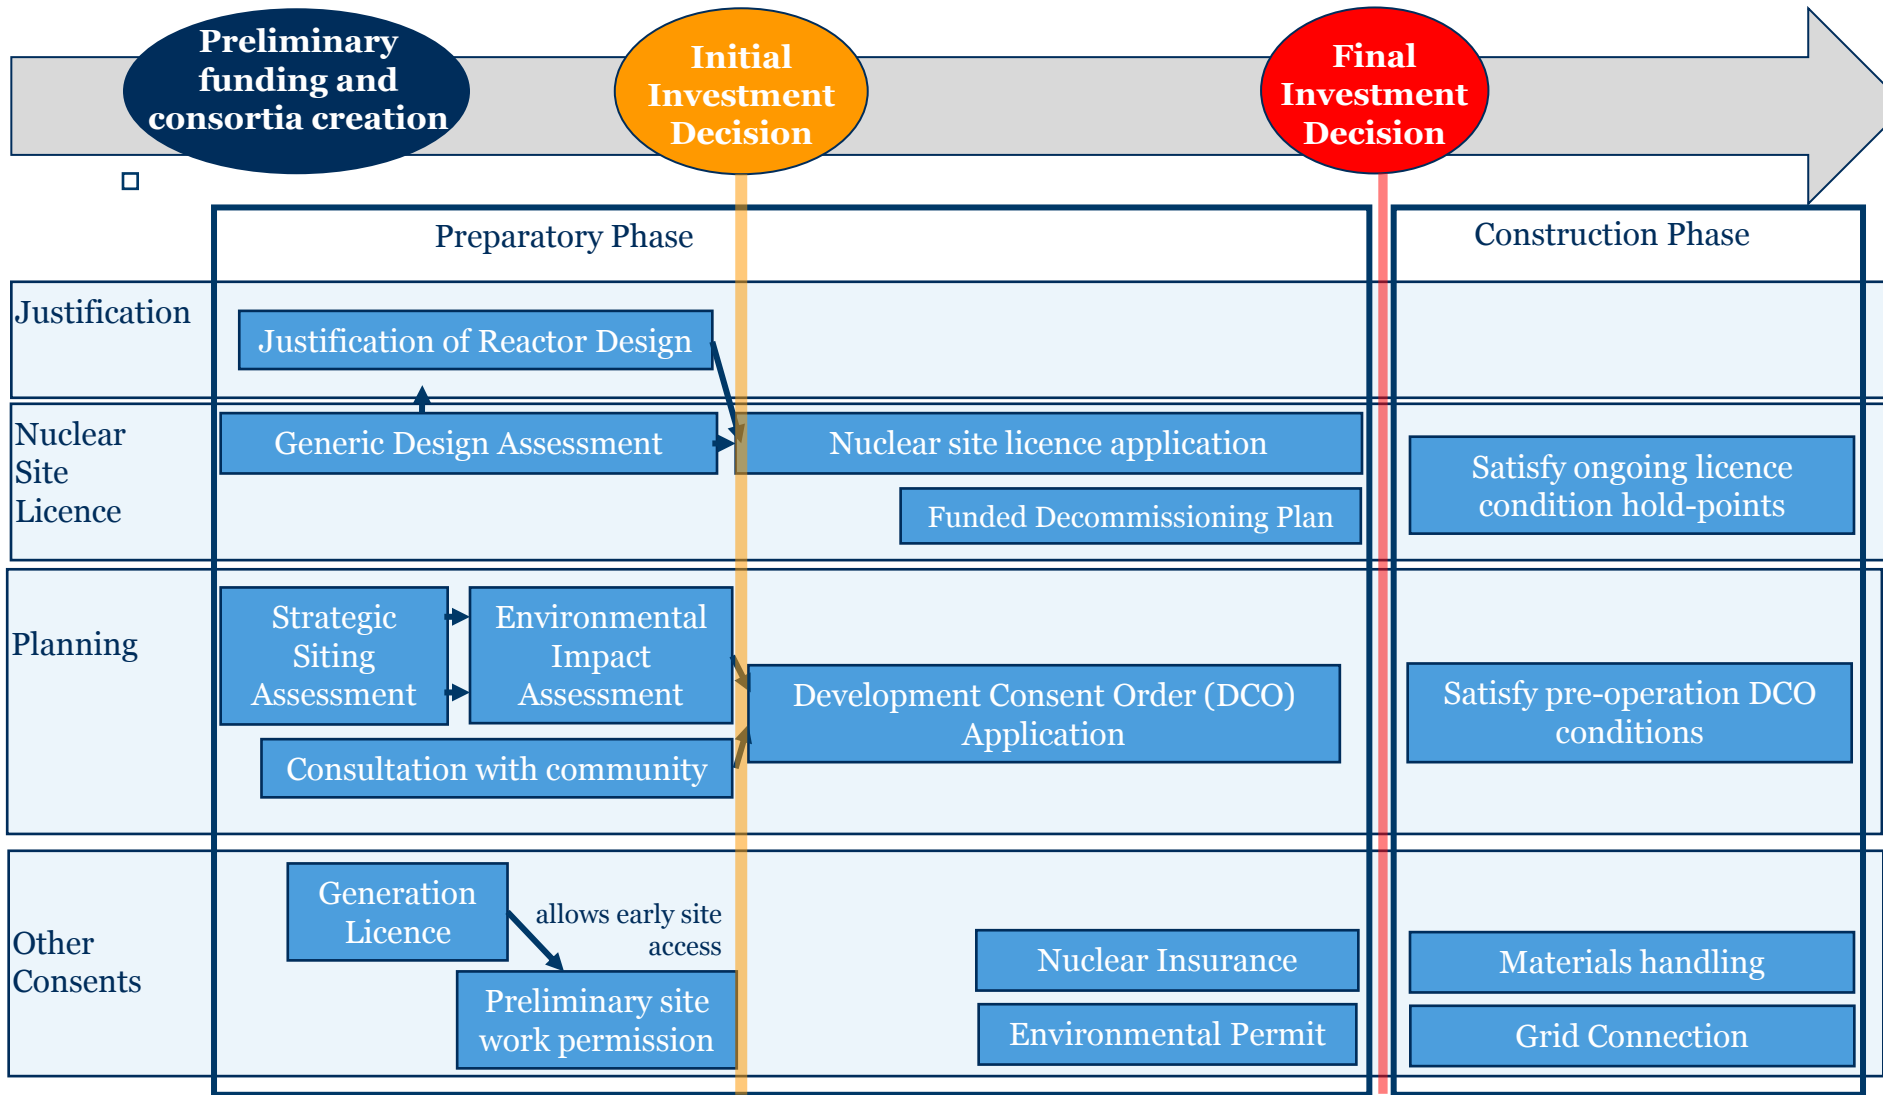 Preliminary
funding and
consortia creation
Initial
Investment
Decision
Final
Investment
Decision
Preparatory Phase
Construction Phase
Justification
Justification of Reactor Design
Nuclear
Site
Licence
Generic Design Assessment
Nuclear site licence application
Funded Decommissioning Plan
Satisfy ongoing licence
condition hold-points
Planning
Strategic
Siting
Assessment
Environmental
Impact
Assessment
Consultation with community
Development Consent Order (DCO)
Application
Satisfy pre-operation DCO
conditions
Other
Consents
Generation
Licence
allows early site
access
Preliminary site
work permission
Nuclear Insurance
Environmental Permit
Materials handling
Grid Connection